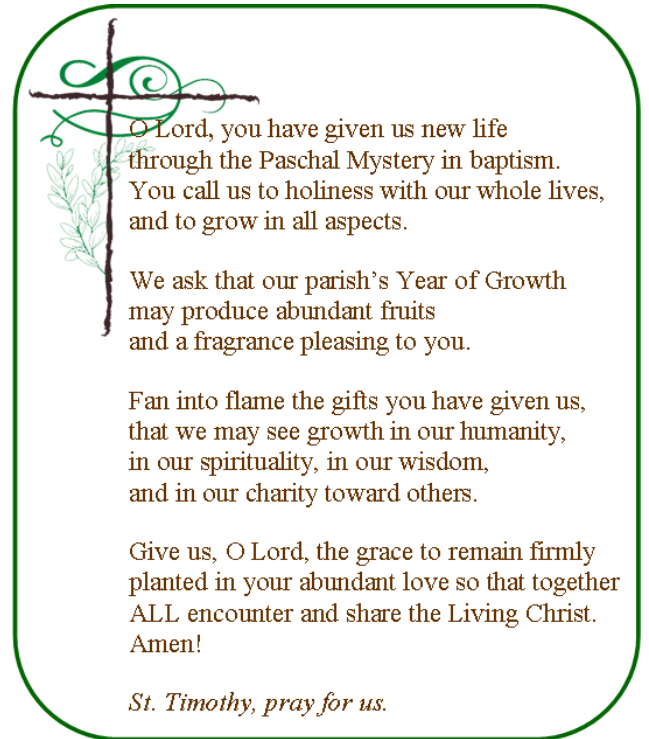 O Lord, you have given us new life
through the Paschal Mystery in baptism.
You call us to holiness with our whole lives,
and to grow in all aspects.
We ask that our parish’s Year of Growth
may produce abundant fruits
and a fragrance pleasing to you.
Fan into flame the gifts you have given us,
that we may see growth in our humanity,
in our spirituality, in our wisdom,
and in our charity toward others.
Give us, O Lord, the grace to remain firmly
planted in your abundant love so that together
ALL encounter and share the Living Christ.
Amen!
St. Timothy, pray for us.